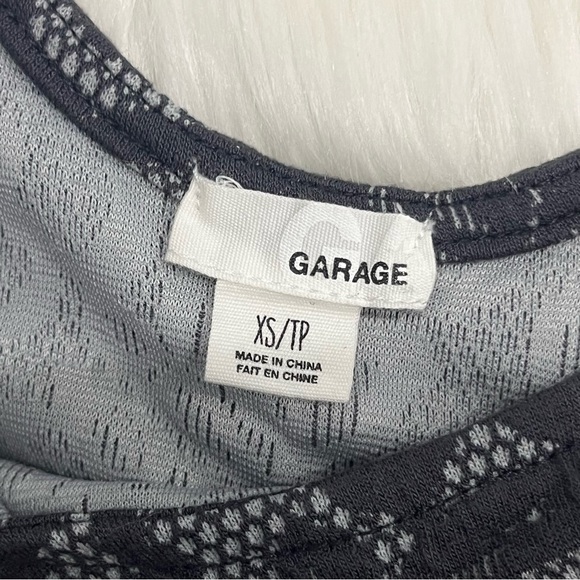 GARAGE
XS/TP
MADE IN CHINA
FAIT EN CHINE